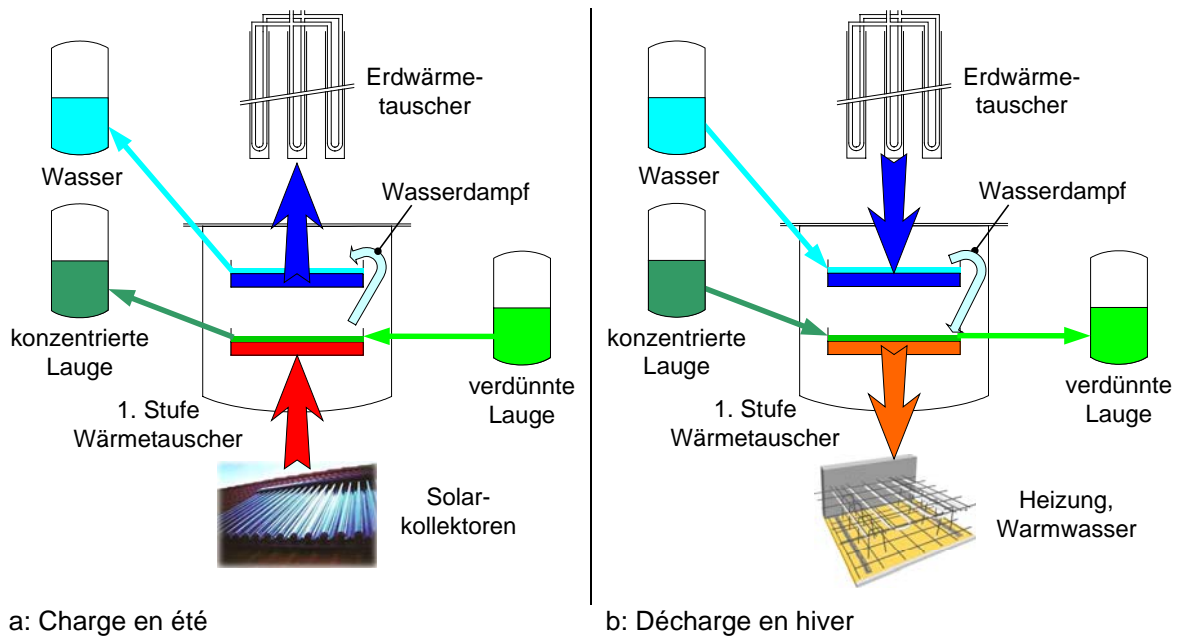 Erdwärme-
tauscher
Wasser
Wasserdampf
konzentrierte
Lauge
verdünnte
Lauge
1. Stufe
Wärmetauscher
Solar-
kollektoren
a: Charge en été
Erdwärme-
tauscher
Wasser
Wasserdampf
konzentrierte
Lauge
verdünnte
Lauge
1. Stufe
Wärmetauscher
Heizung,
Warmwasser
b: Décharge en hiver